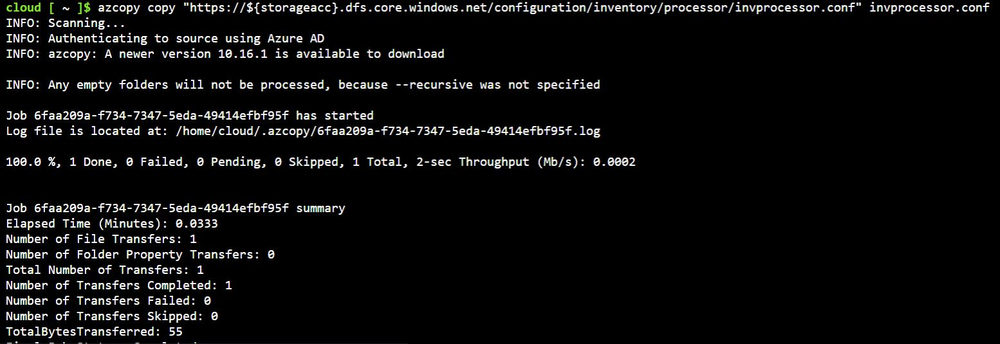 cloud [ ~ ]$ azcopy copy "https://${storageacc}.dfs.core.windows.net/configuration/inventory/processor/invprocessor.conf" invprocessor.conf
INFO: Scanning...
INFO: Authenticating to source using Azure AD
INFO: azcopy: A newer version 10.16.1 is available to download
INFO: Any empty folders will not be processed, because --recursive was not specified
Job 6faa209a-f734-7347-5eda-49414efbf95f has started
Log file is located at: /home/cloud/.azcopy/6faa209a-f734-7347-5eda-49414efbf95f.log
100.0 %, 1 Done, 0 Failed, 0 Pending, 0 Skipped, 1 Total, 2-sec Throughput (Mb/s): 0.0002
Job 6faa209a-f734-7347-5eda-49414efbf95f summary
Elapsed Time (Minutes): 0.0333
Number of File Transfers: 1
Number of Folder Property Transfers: 0
Total Number of Transfers: 1
Number of Transfers Completed: 1
Number of Transfers Failed: 0
Number of Transfers Skipped: 0
TotalBytesTransferred: 55